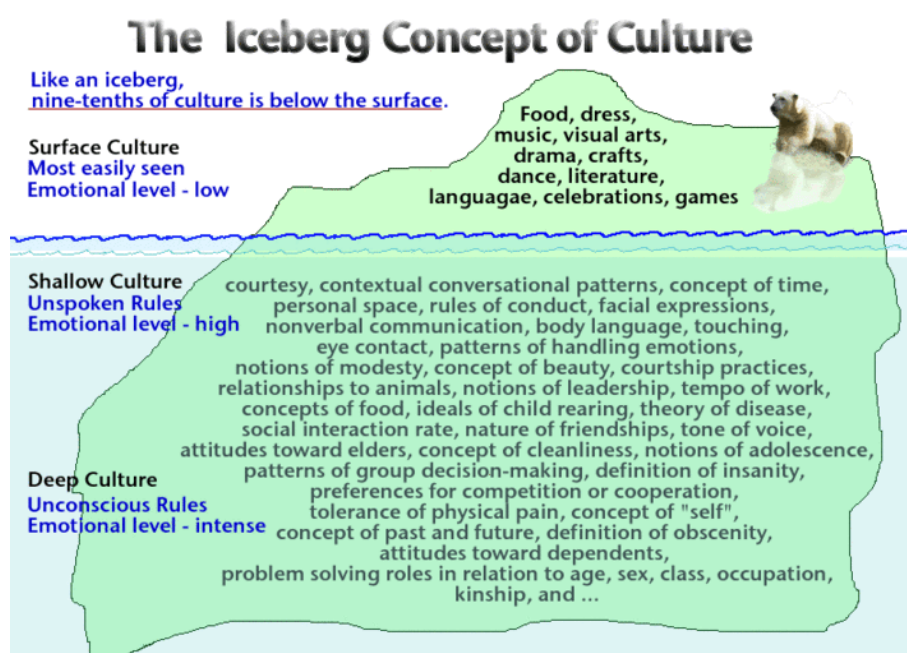 The Iceberg Concept of Culture
Like an iceberg,
nine-tenths of culture is below the surface.
Surface Culture
Most easily seen
Emotional level - low
Food, dress,
music, visual arts,
drama, crafts,
dance, literature,
languagae, celebrations, games
Shallow Culture
Unspoken Rules
Emotional level - high
courtesy, contextual conversational patterns, concept of time,
personal space, rules of conduct, facial expressions,
nonverbal communication, body language, touching,
eye contact, patterns of handling emotions,
notions of modesty, concept of beauty, courtship practices,
relationships to animals, notions of leadership, tempo of work,
concepts of food, ideals of child rearing, theory of disease,
social interaction rate, nature of friendships, tone of voice,
attitudes toward elders, concept of cleanliness, notions of adolescence,
patterns of group decision-making, definition of insanity,
preferences for competition or cooperation,
tolerance of physical pain, concept of "self",
concept of past and future, definition of obscenity,
attitudes toward dependents,
problem solving roles in relation to age, sex, class, occupation,
kinship, and ...
Deep Culture
Unconscious Rules
Emotional level - intense